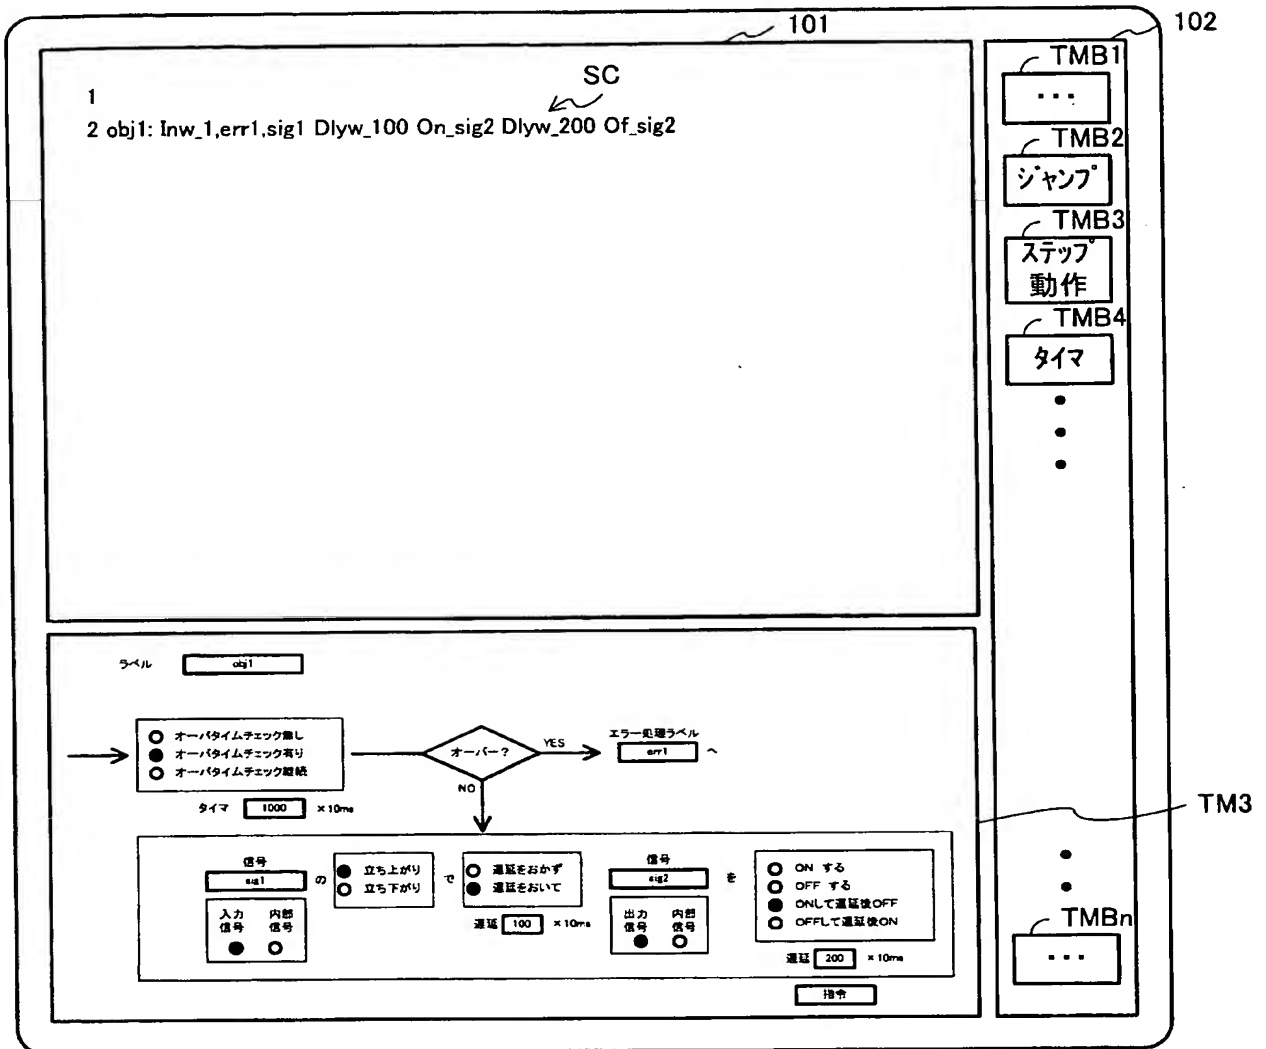 101
102
SC
1
2 obj1: Inw_1,err1,sig1 Dlyw_100 On_sig2 Dlyw_200 Of_sig2
TMB1
・・・
TMB2
ジャンプ
TMB3
ステップ
動作
TMB4
タイマ
ラベル obj1
オーバタイムチェック無し
オーバタイムチェック有り
オーバタイムチェック継続
タイマ 1000 ×10ms
オーバー?
YES
NO
エラー処理ラベル
err1 へ
TM3
信号
sig1 の
入力 内部
信号 信号
立ち上がり
立ち下がり
で
遅延をおかず
遅延をおいて
遅延 100 ×10ms
信号
sig2 を
出力 内部
信号 信号
ON する
OFF する
ONして遅延後OFF
OFFして遅延後ON
遅延 200 ×10ms
指令
TMBn
・・・